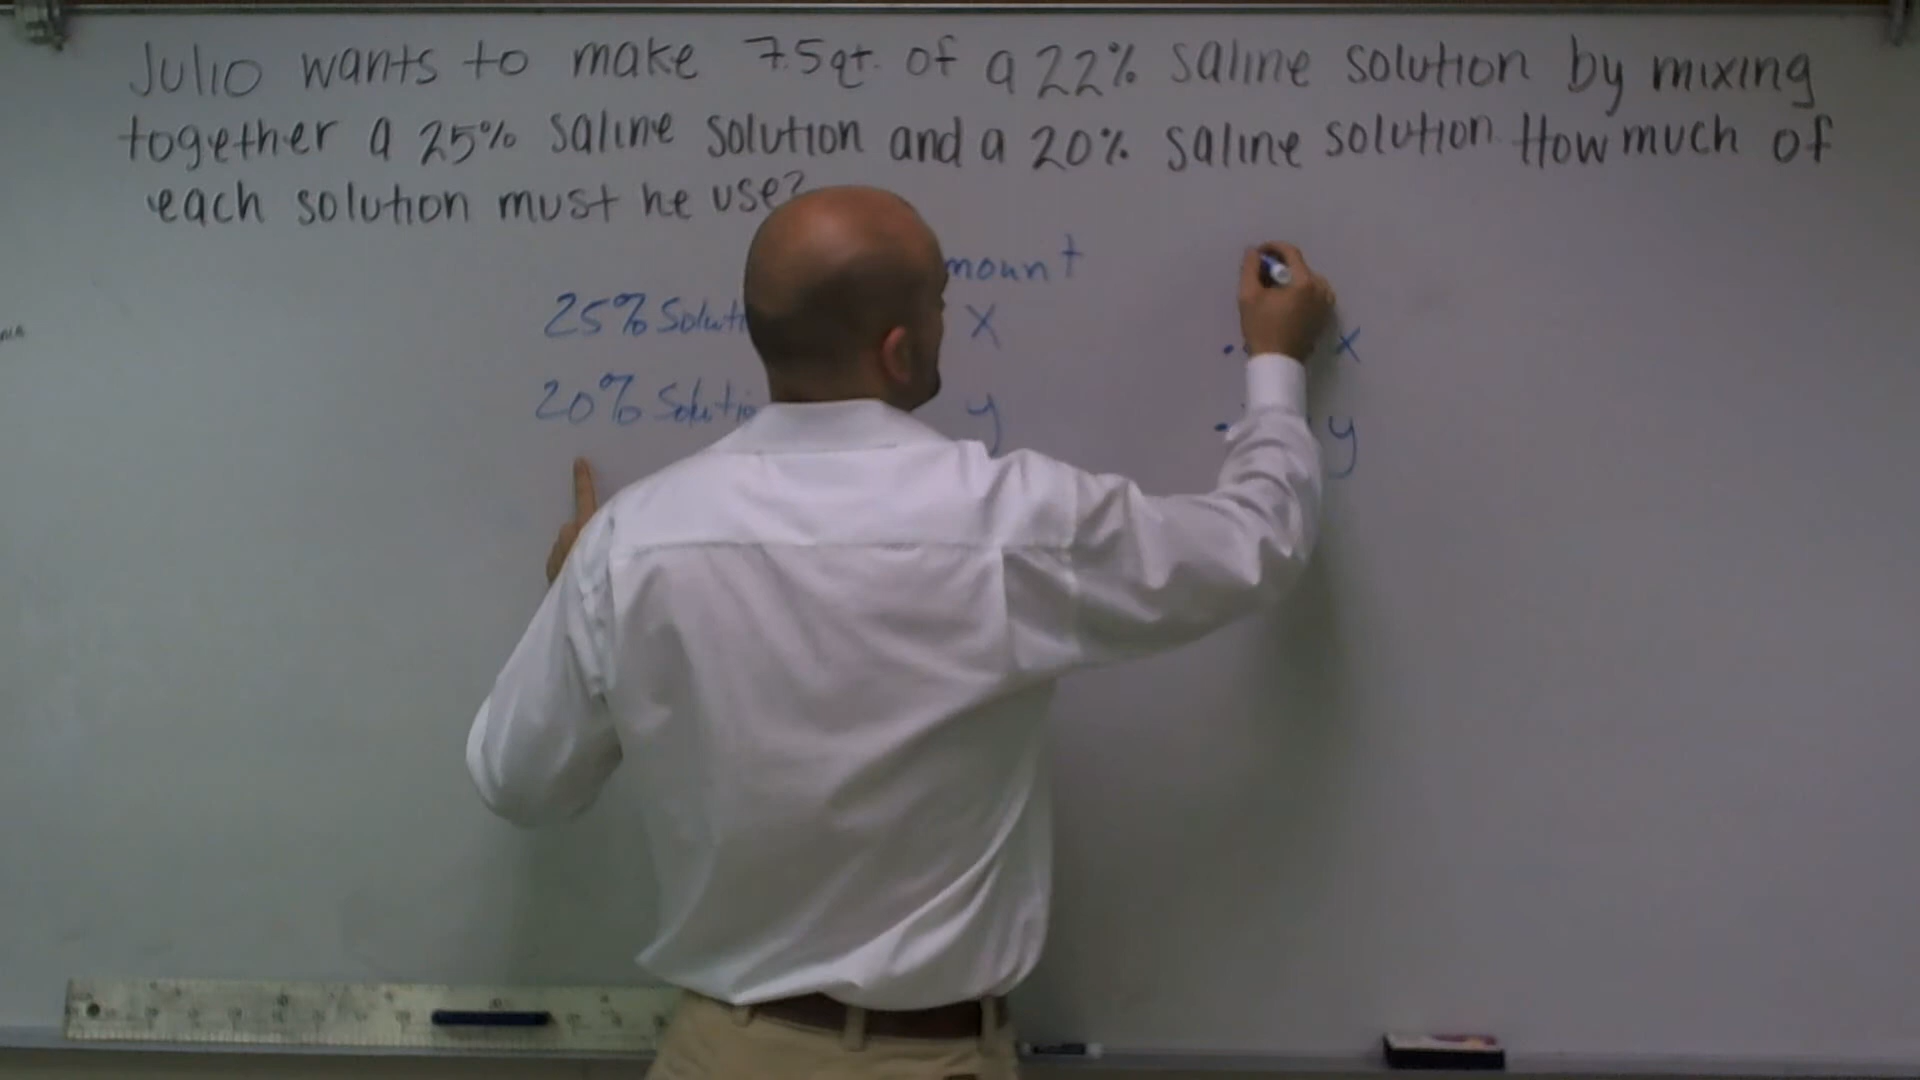 Julio wants to make 7.5qt. of a 22% saline solution by mixing
together a 25% saline solution and a 20% saline solution. How much of
each solution must he use?
mount
25% Soluti x x
20% Solutio y y